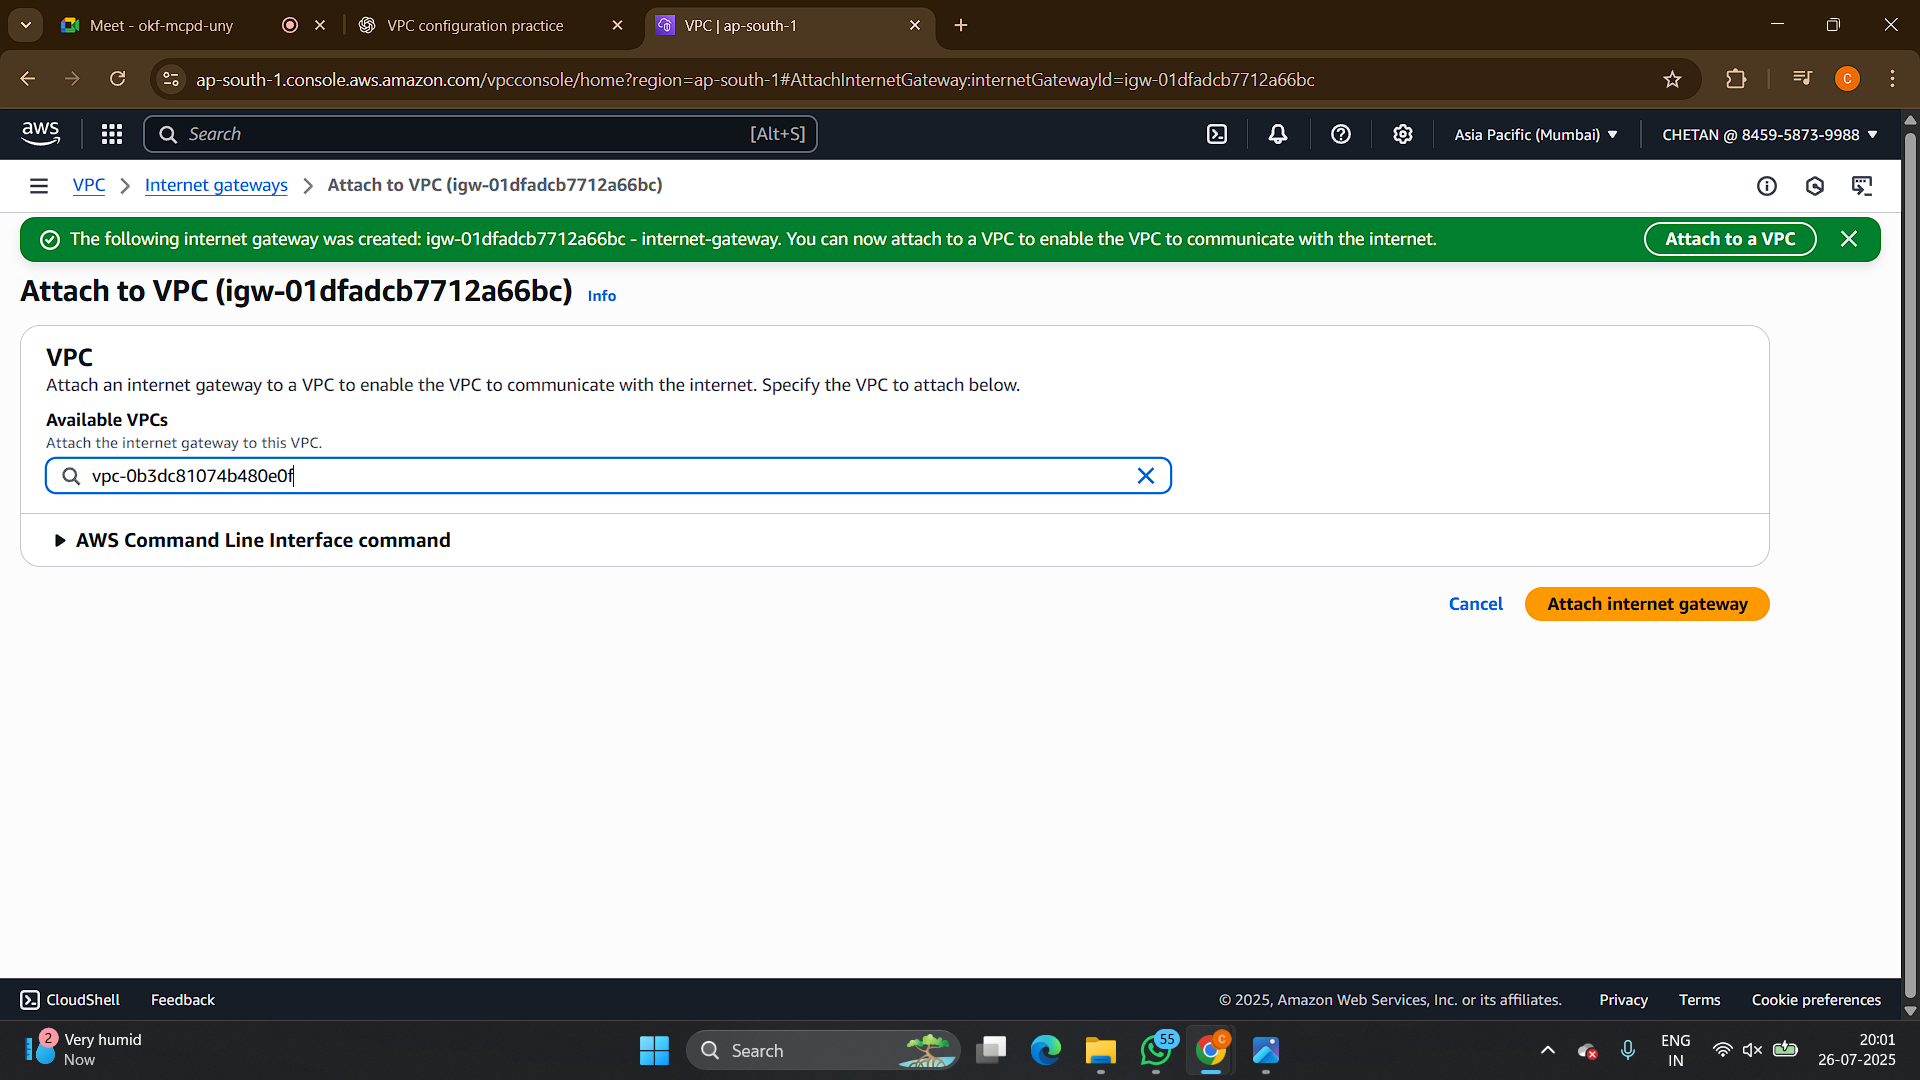 Meet - okf-mcpd-uny
VPC configuration practice
VPC | ap-south-1
ap-south-1.console.aws.amazon.com/vpcconsole/home?region=ap-south-1#AttachInternetGateway:internetGatewayId=igw-01dfadcb7712a66bc
C
aws
Search
[Alt+S]
Asia Pacific (Mumbai)
CHETAN @ 8459-5873-9988
VPC
Internet gateways
Attach to VPC (igw-01dfadcb7712a66bc)
The following internet gateway was created: igw-01dfadcb7712a66bc - internet-gateway. You can now attach to a VPC to enable the VPC to communicate with the internet.
Attach to a VPC
Attach to VPC (igw-01dfadcb7712a66bc)
Info
VPC
Attach an internet gateway to a VPC to enable the VPC to communicate with the internet. Specify the VPC to attach below.
Available VPCs
Attach the internet gateway to this VPC.
vpc-0b3dc81074b480e0f
AWS Command Line Interface command
Cancel
Attach internet gateway
CloudShell
Feedback
© 2025, Amazon Web Services, Inc. or its affiliates.
Privacy
Terms
Cookie preferences
2
Very humid
Now
Search
55
C
ENG
IN
20:01
26-07-2025